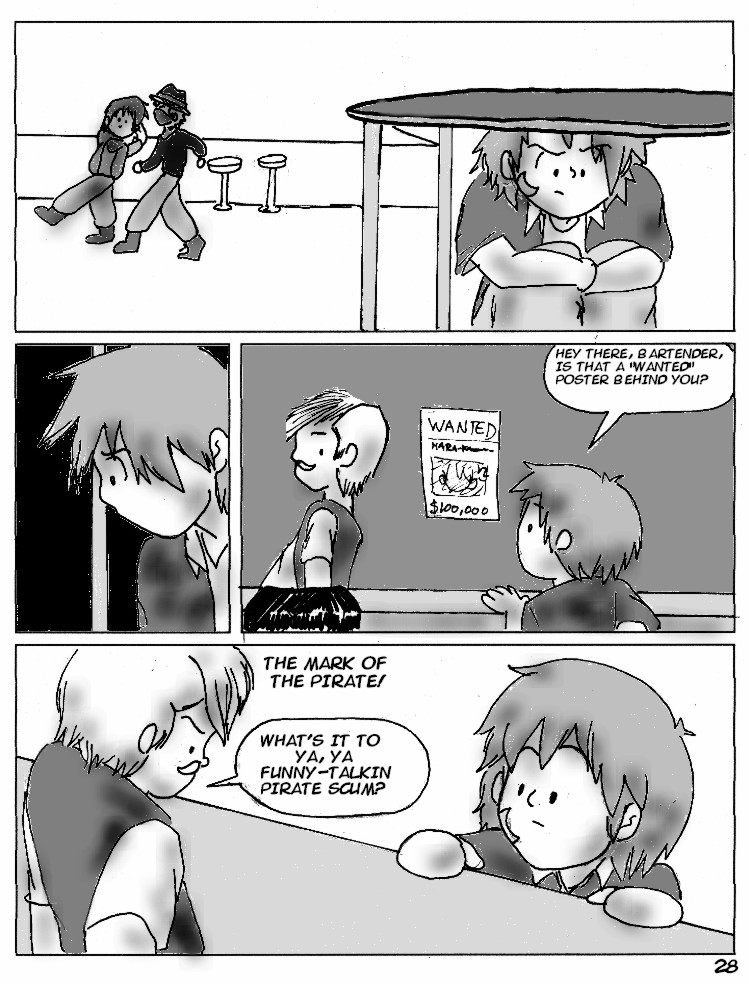 HEY THERE, BARTENDER,
IS THAT A "WANTED"
POSTER BEHIND YOU?
WANTED
$100,000
THE MARK OF
THE PIRATE!
WHAT'S IT TO
YA, YA
FUNNY-TALKIN
PIRATE SCUM?
28